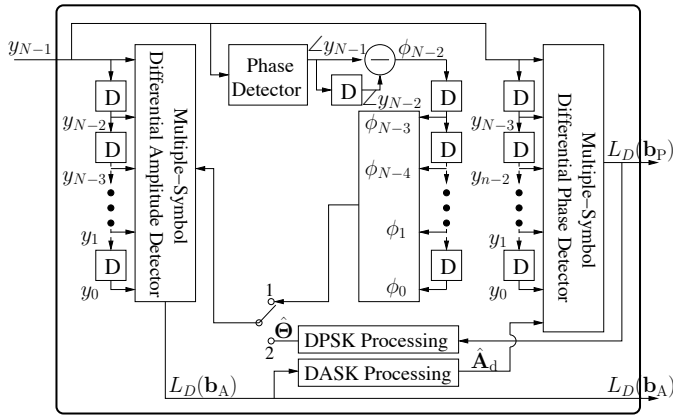 y_{N-1}
D
y_{N-2}
D
y_{N-3}
y_1
D
y_0
Multiple–Symbol
Differential Amplitude Detector
Phase
Detector
∠y_{N-1}
−
ϕ_{N-2}
D
∠y_{N-2}
D
ϕ_{N-3}
D
ϕ_{N-4}
ϕ_1
D
ϕ_0
D
y_{N-3}
D
y_{n-2}
y_1
D
y_0
Multiple–Symbol
Differential Phase Detector
L_D(b_P)
1
2
Θ̂
DPSK Processing
DASK Processing
Â_d
L_D(b_A)
L_D(b_A)